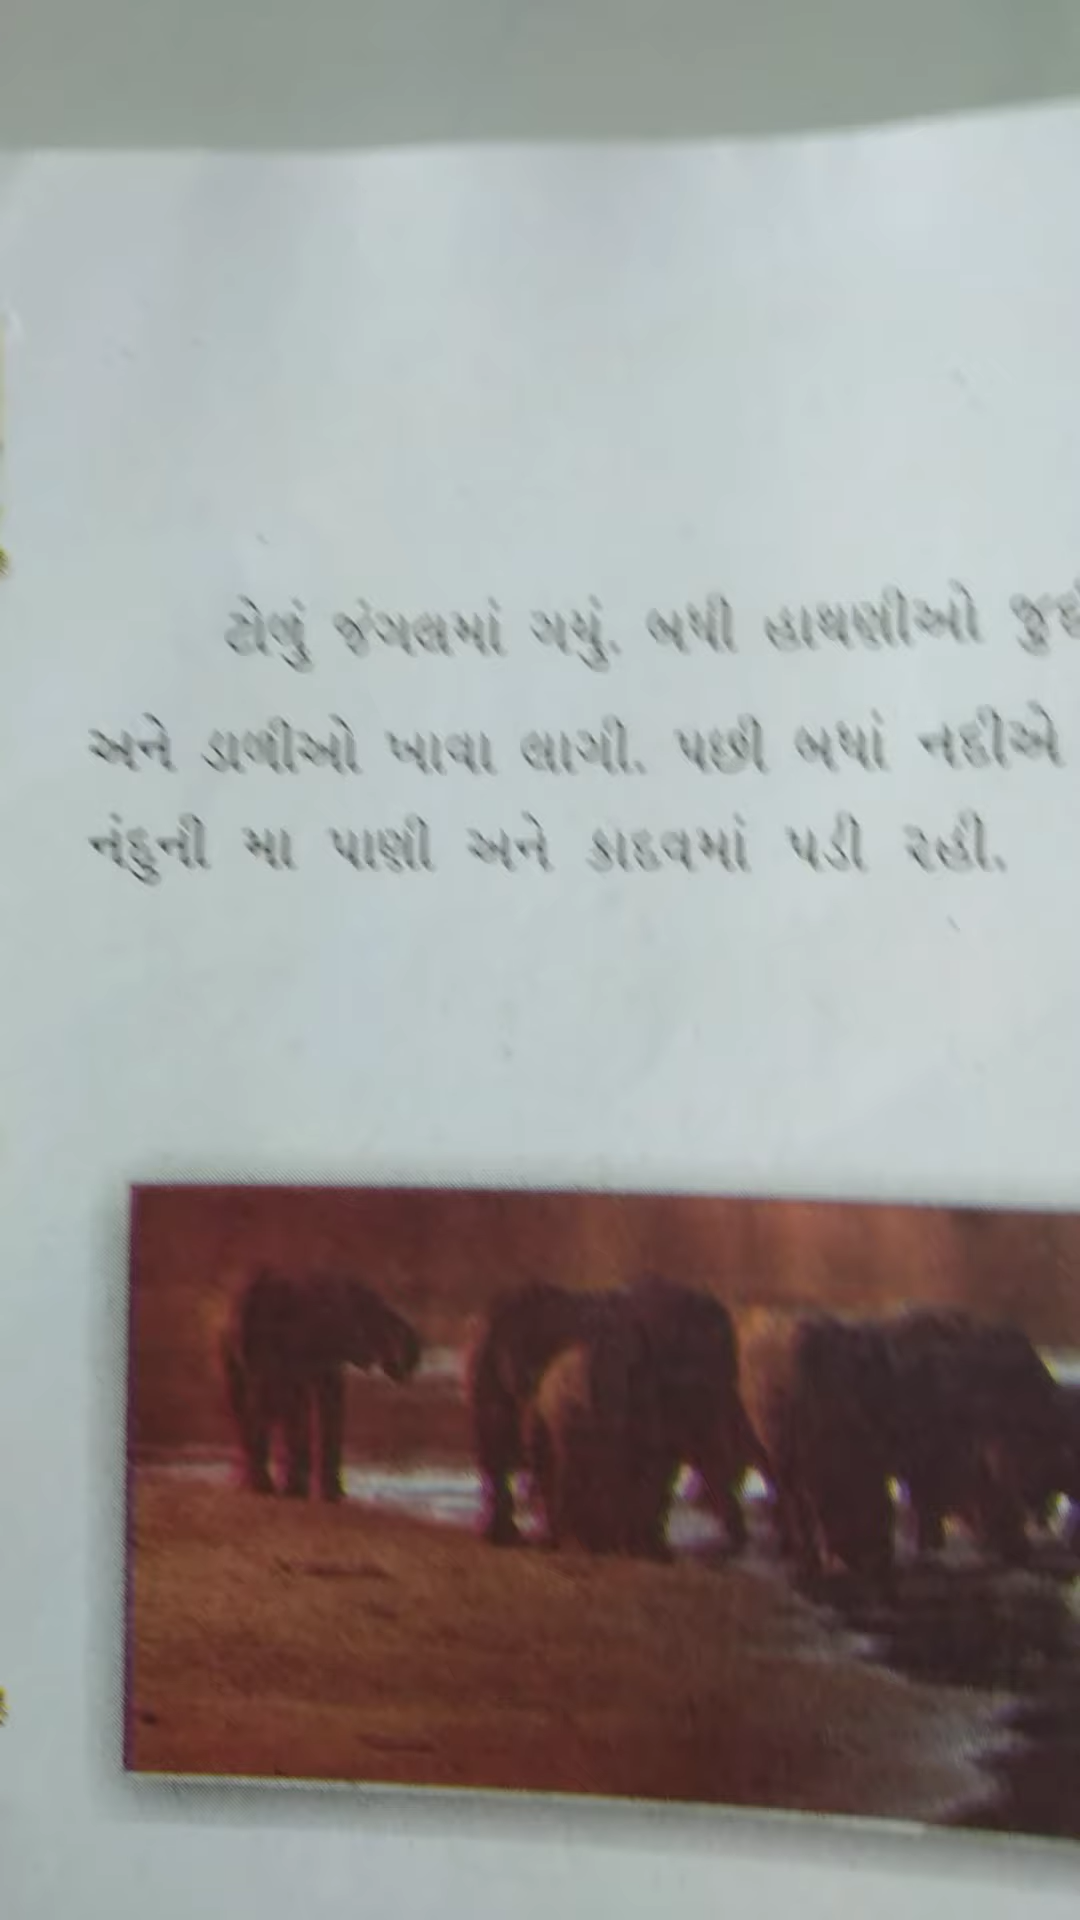 ટોળું જંગલમાં ગયું. બધી હાથણીઓ
અને ડાળીઓ ખાવા લાગી. પછી બધાં નદીએ
નંદુની મા પાણી અને કાદવમાં પડી રહી.